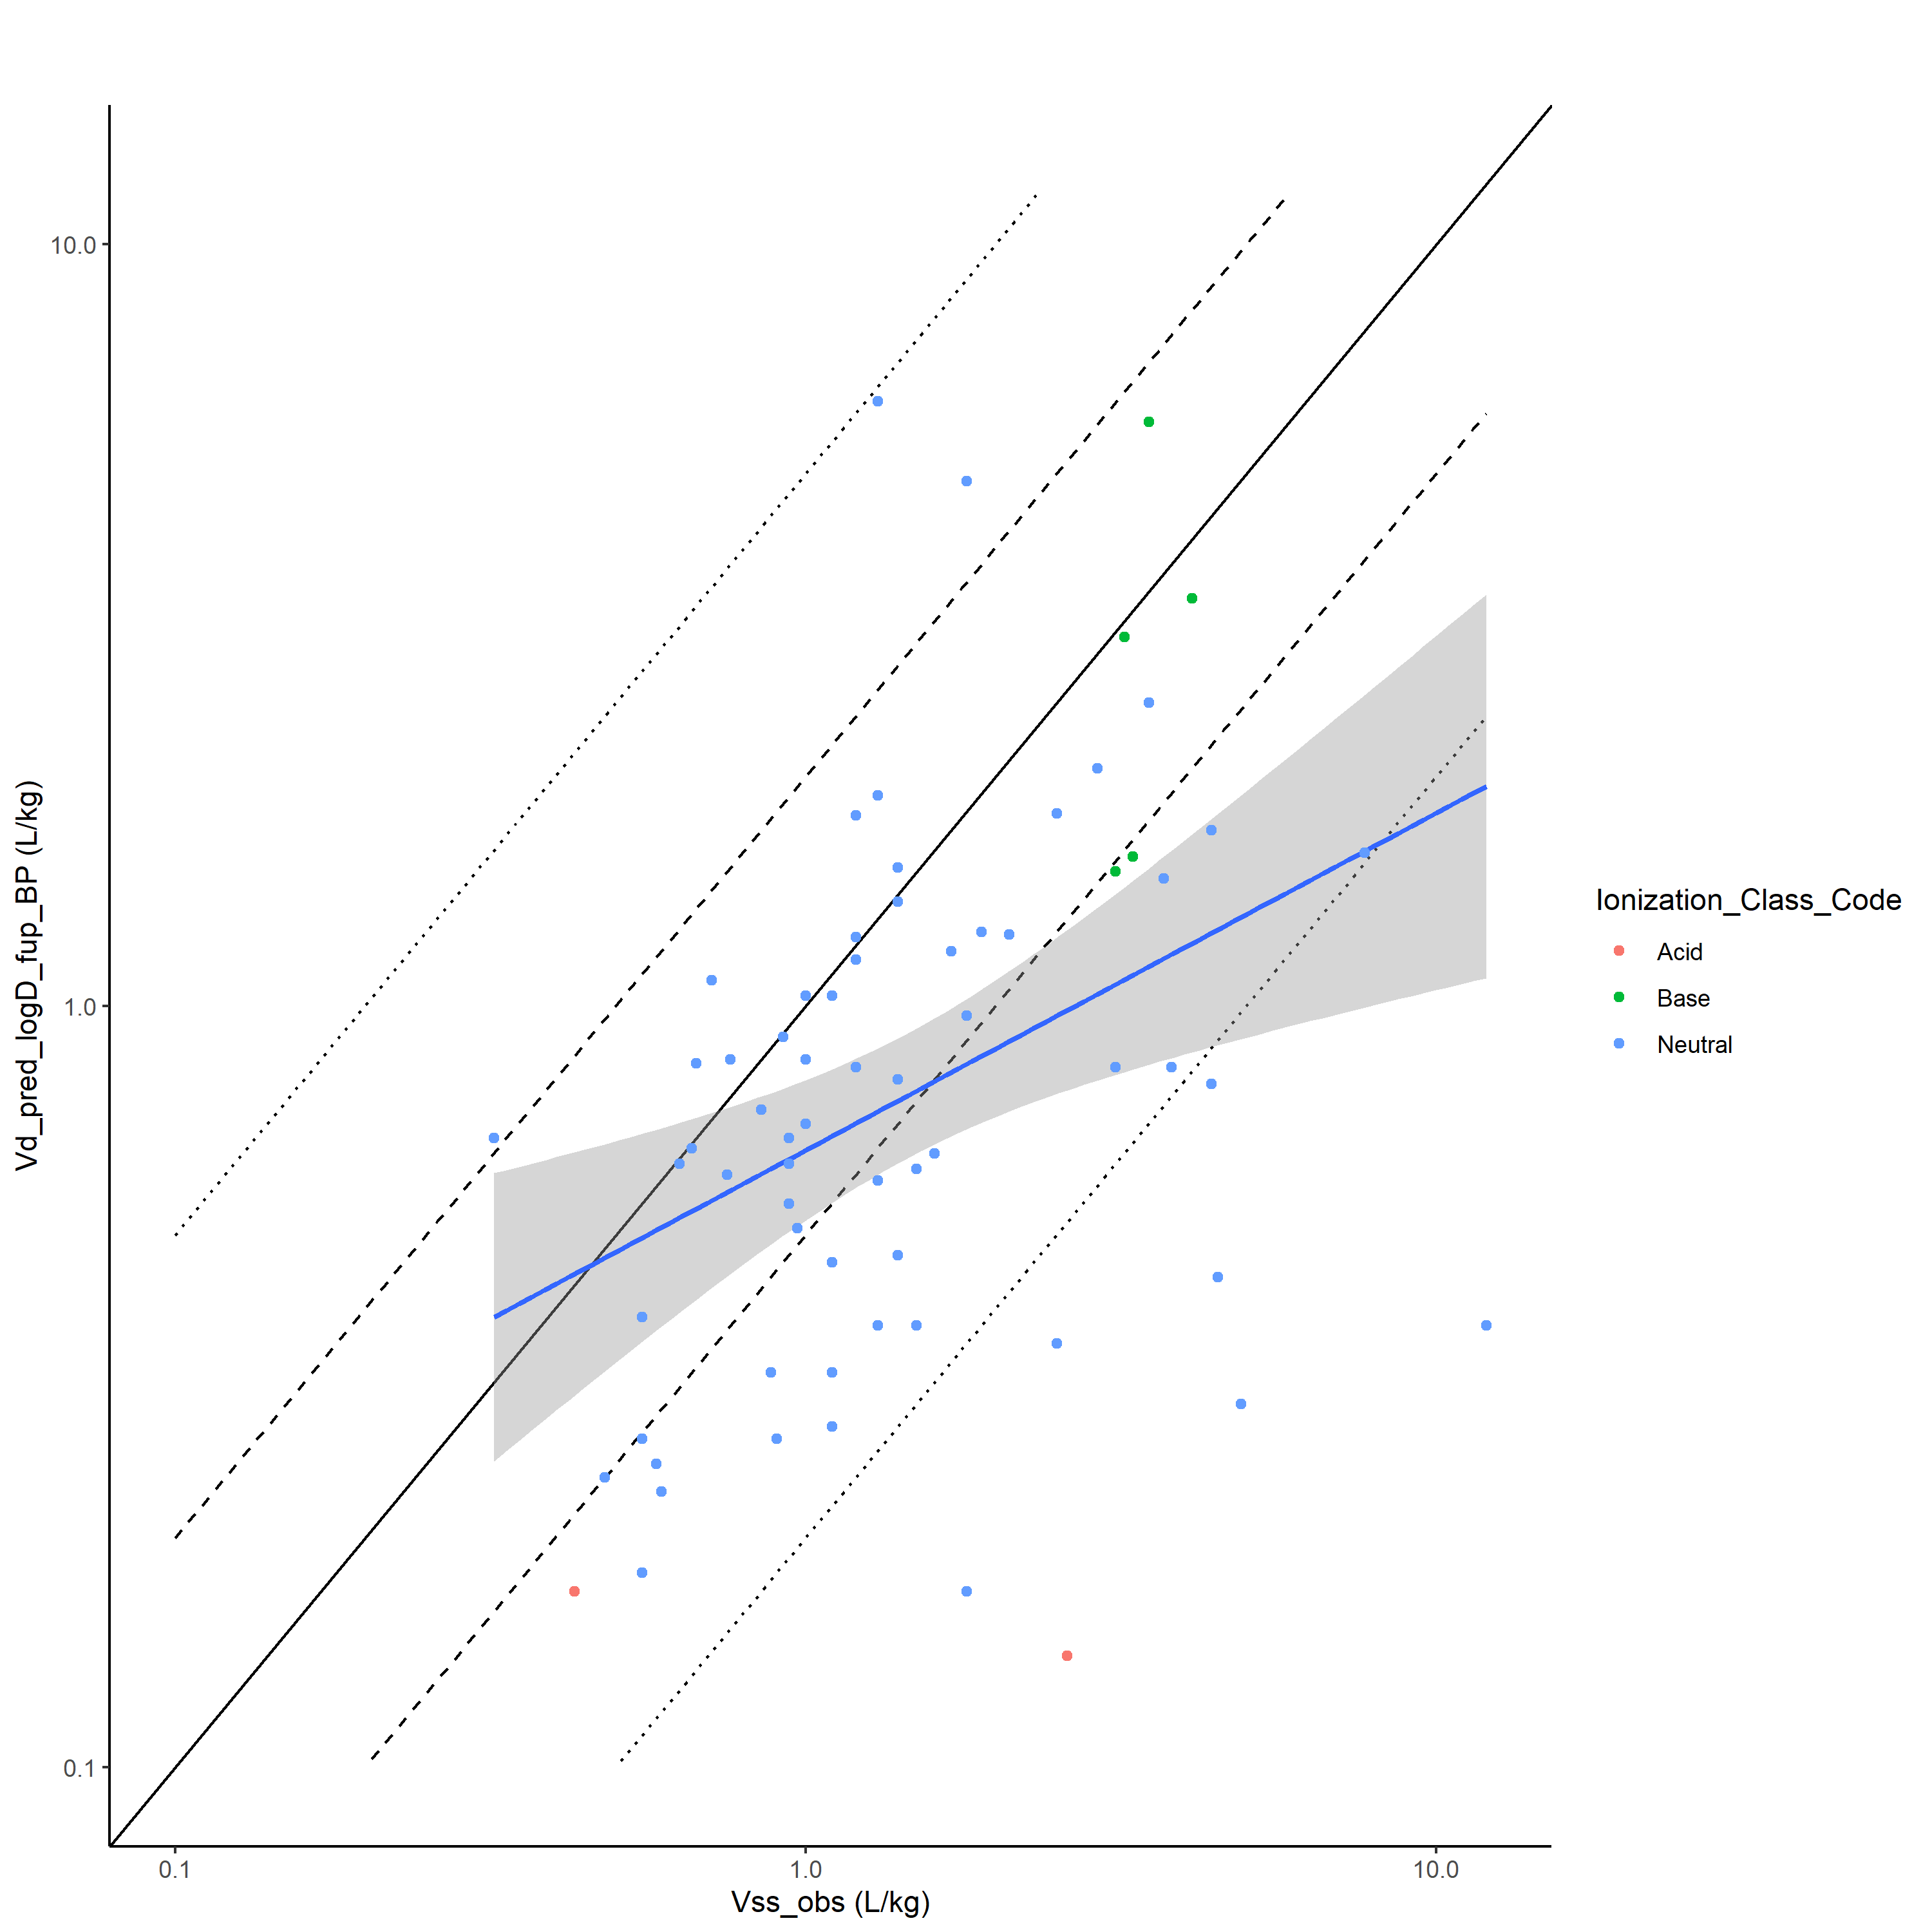 10.0
1.0
0.1
Vd_pred_logD_fup_BP (L/kg)
0.1
1.0
10.0
Vss_obs (L/kg)
Ionization_Class_Code
Acid
Base
Neutral